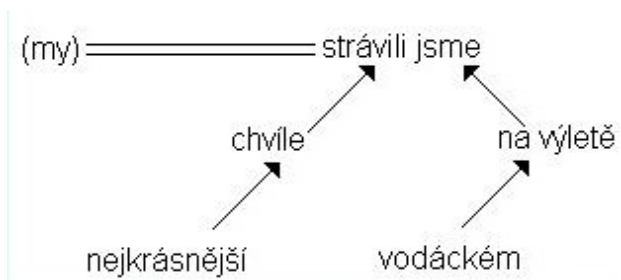 (my) strávili jsme
chvíle na výletě
nejkrásnější vodáckém